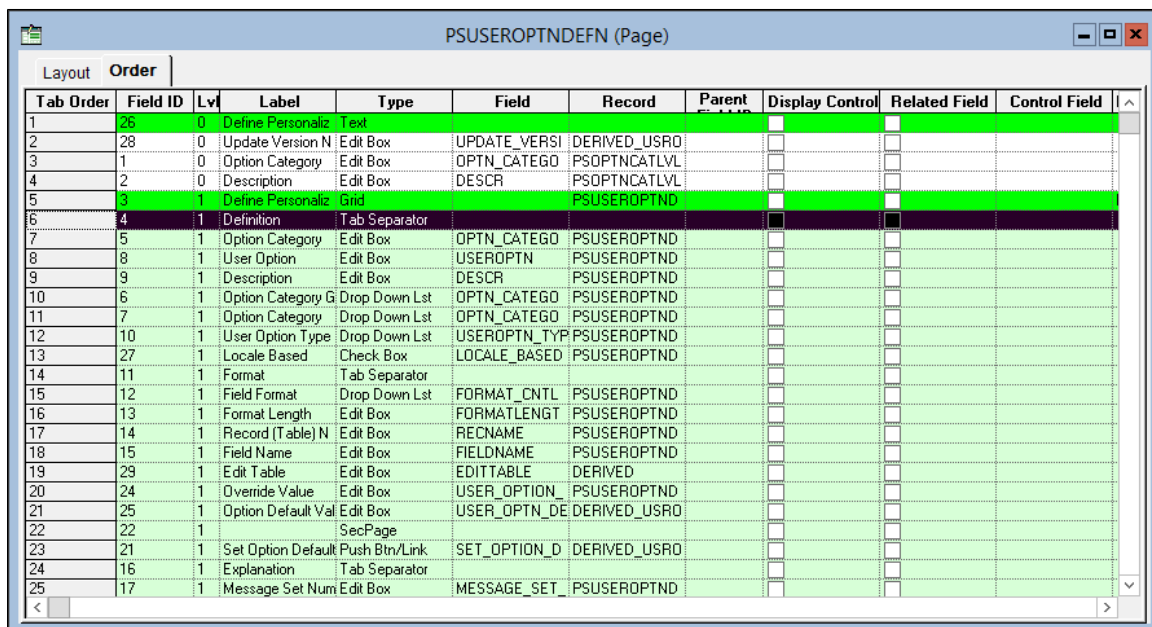 PSUSEROPTNDEFN (Page)
Layout Order
Tab Order Field ID Lvl Label Type Field Record Parent Display Control Related Field Control Field
1 26 0 Define Personaliz Text
2 28 0 Update Version N Edit Box UPDATE_VERSI DERIVED_USRO
3 1 0 Option Category Edit Box OPTN_CATEGO PSOPTNCATLVL
4 2 0 Description Edit Box DESCR PSOPTNCATLVL
5 3 1 Define Personaliz Grid PSUSEROPTND
6 4 1 Definition Tab Separator
7 5 1 Option Category Edit Box OPTN_CATEGO PSUSEROPTND
8 8 1 User Option Edit Box USEROPTN PSUSEROPTND
9 9 1 Description Edit Box DESCR PSUSEROPTND
10 6 1 Option Category G Drop Down Lst OPTN_CATEGO PSUSEROPTND
11 7 1 Option Category Drop Down Lst OPTN_CATEGO PSUSEROPTND
12 10 1 User Option Type Drop Down Lst USEROPTN_TYP PSUSEROPTND
13 27 1 Locale Based Check Box LOCALE_BASED PSUSEROPTND
14 11 1 Format Tab Separator
15 12 1 Field Format Drop Down Lst FORMAT_CNTL PSUSEROPTND
16 13 1 Format Length Edit Box FORMATLENGT PSUSEROPTND
17 14 1 Record (Table) N Edit Box RECNAME PSUSEROPTND
18 15 1 Field Name Edit Box FIELDNAME PSUSEROPTND
19 29 1 Edit Table Edit Box EDITTABLE DERIVED
20 24 1 Override Value Edit Box USER_OPTION_ PSUSEROPTND
21 25 1 Option Default Val Edit Box USER_OPTN_DE DERIVED_USRO
22 22 1 SecPage
23 21 1 Set Option Default Push Btn/Link SET_OPTION_D DERIVED_USRO
24 16 1 Explanation Tab Separator
25 17 1 Message Set Num Edit Box MESSAGE_SET_ PSUSEROPTND